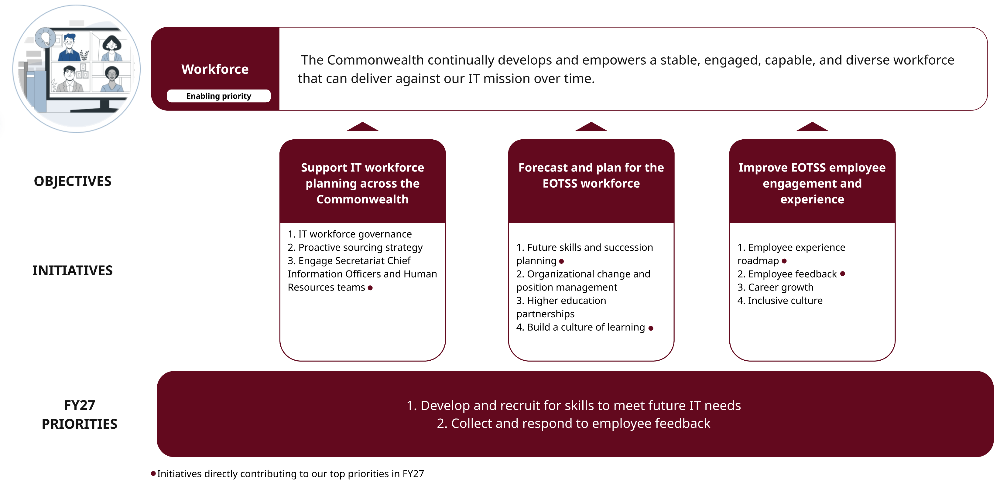 Workforce
Enabling priority
The Commonwealth continually develops and empowers a stable, engaged, capable, and diverse workforce
that can deliver against our IT mission over time.
OBJECTIVES
Support IT workforce
planning across the
Commonwealth
Forecast and plan for the
EOTSS workforce
Improve EOTSS employee
engagement and
experience
INITIATIVES
1. IT workforce governance
2. Proactive sourcing strategy
3. Engage Secretariat Chief
Information Officers and Human
Resources teams ●
1. Future skills and succession
planning ●
2. Organizational change and
position management
3. Higher education
partnerships
4. Build a culture of learning ●
1. Employee experience
roadmap ●
2. Employee feedback ●
3. Career growth
4. Inclusive culture
FY27
PRIORITIES
1. Develop and recruit for skills to meet future IT needs
2. Collect and respond to employee feedback
● Initiatives directly contributing to our top priorities in FY27